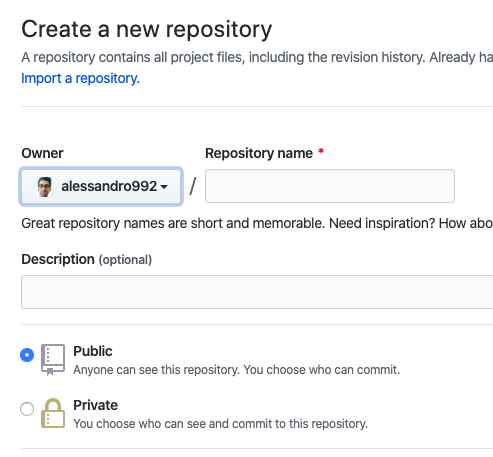 Create a new repository
A repository contains all project files, including the revision history. Already ha
Import a repository.
Owner
Repository name *
alessandro992
/
Great repository names are short and memorable. Need inspiration? How abo
Description (optional)
Public
Anyone can see this repository. You choose who can commit.
Private
You choose who can see and commit to this repository.